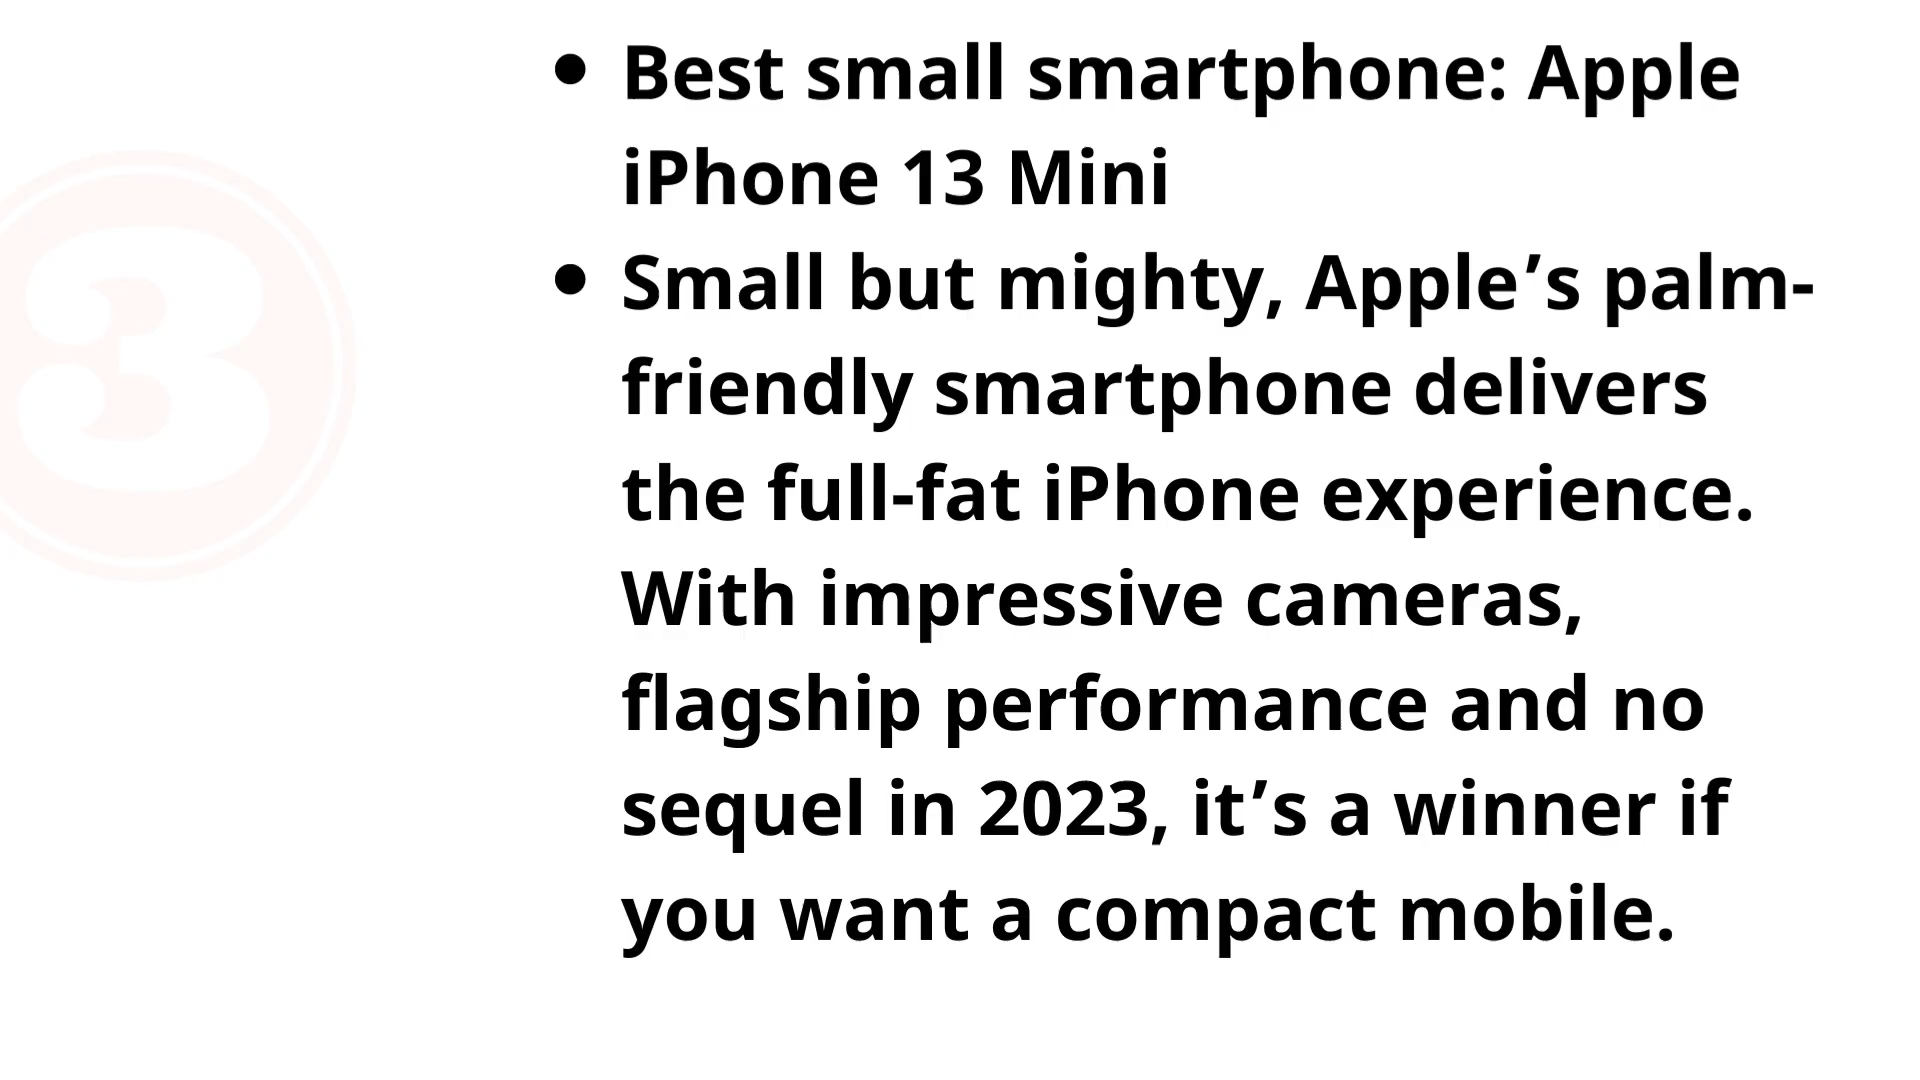 • Best small smartphone: Apple
iPhone 13 Mini
• Small but mighty, Apple’s palm-
friendly smartphone delivers
the full-fat iPhone experience.
With impressive cameras,
flagship performance and no
sequel in 2023, it’s a winner if
you want a compact mobile.
3